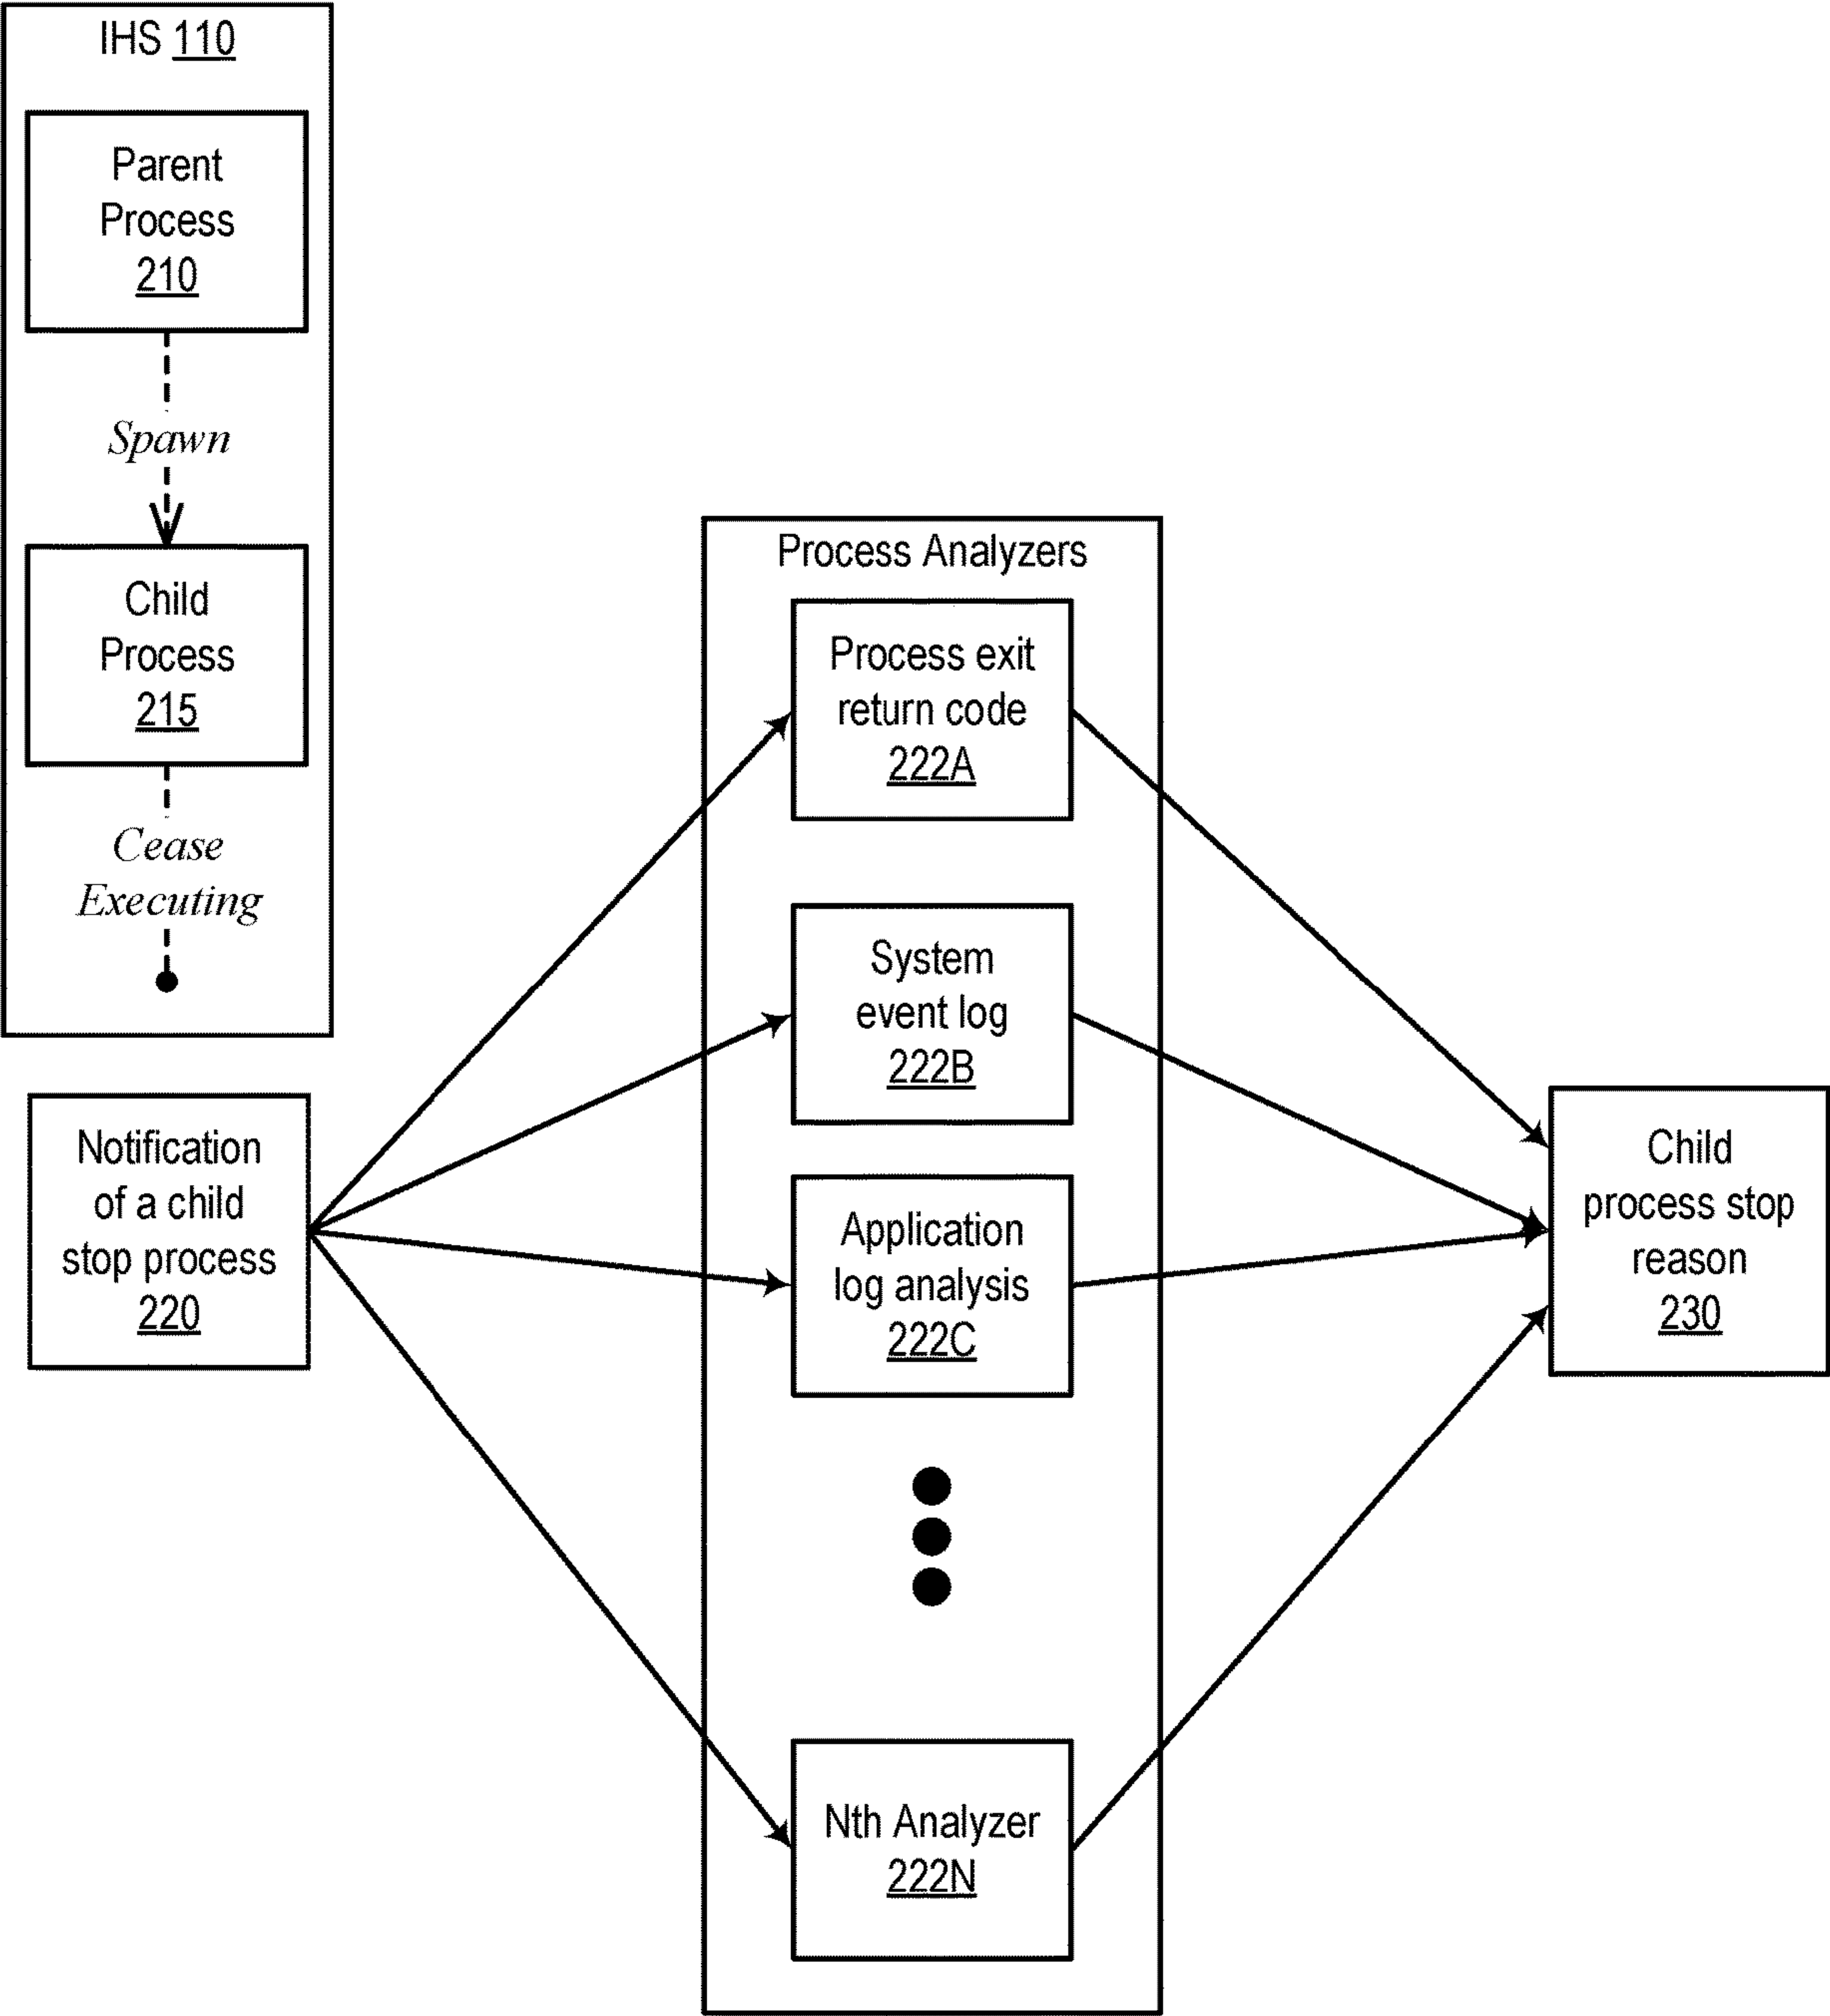 IHS 110
Parent
Process
210
Spawn
Child
Process
215
Cease
Executing
Notification
of a child
stop process
220
Process Analyzers
Process exit
return code
222A
System
event log
222B
Application
log analysis
222C
Nth Analyzer
222N
Child
process stop
reason
230